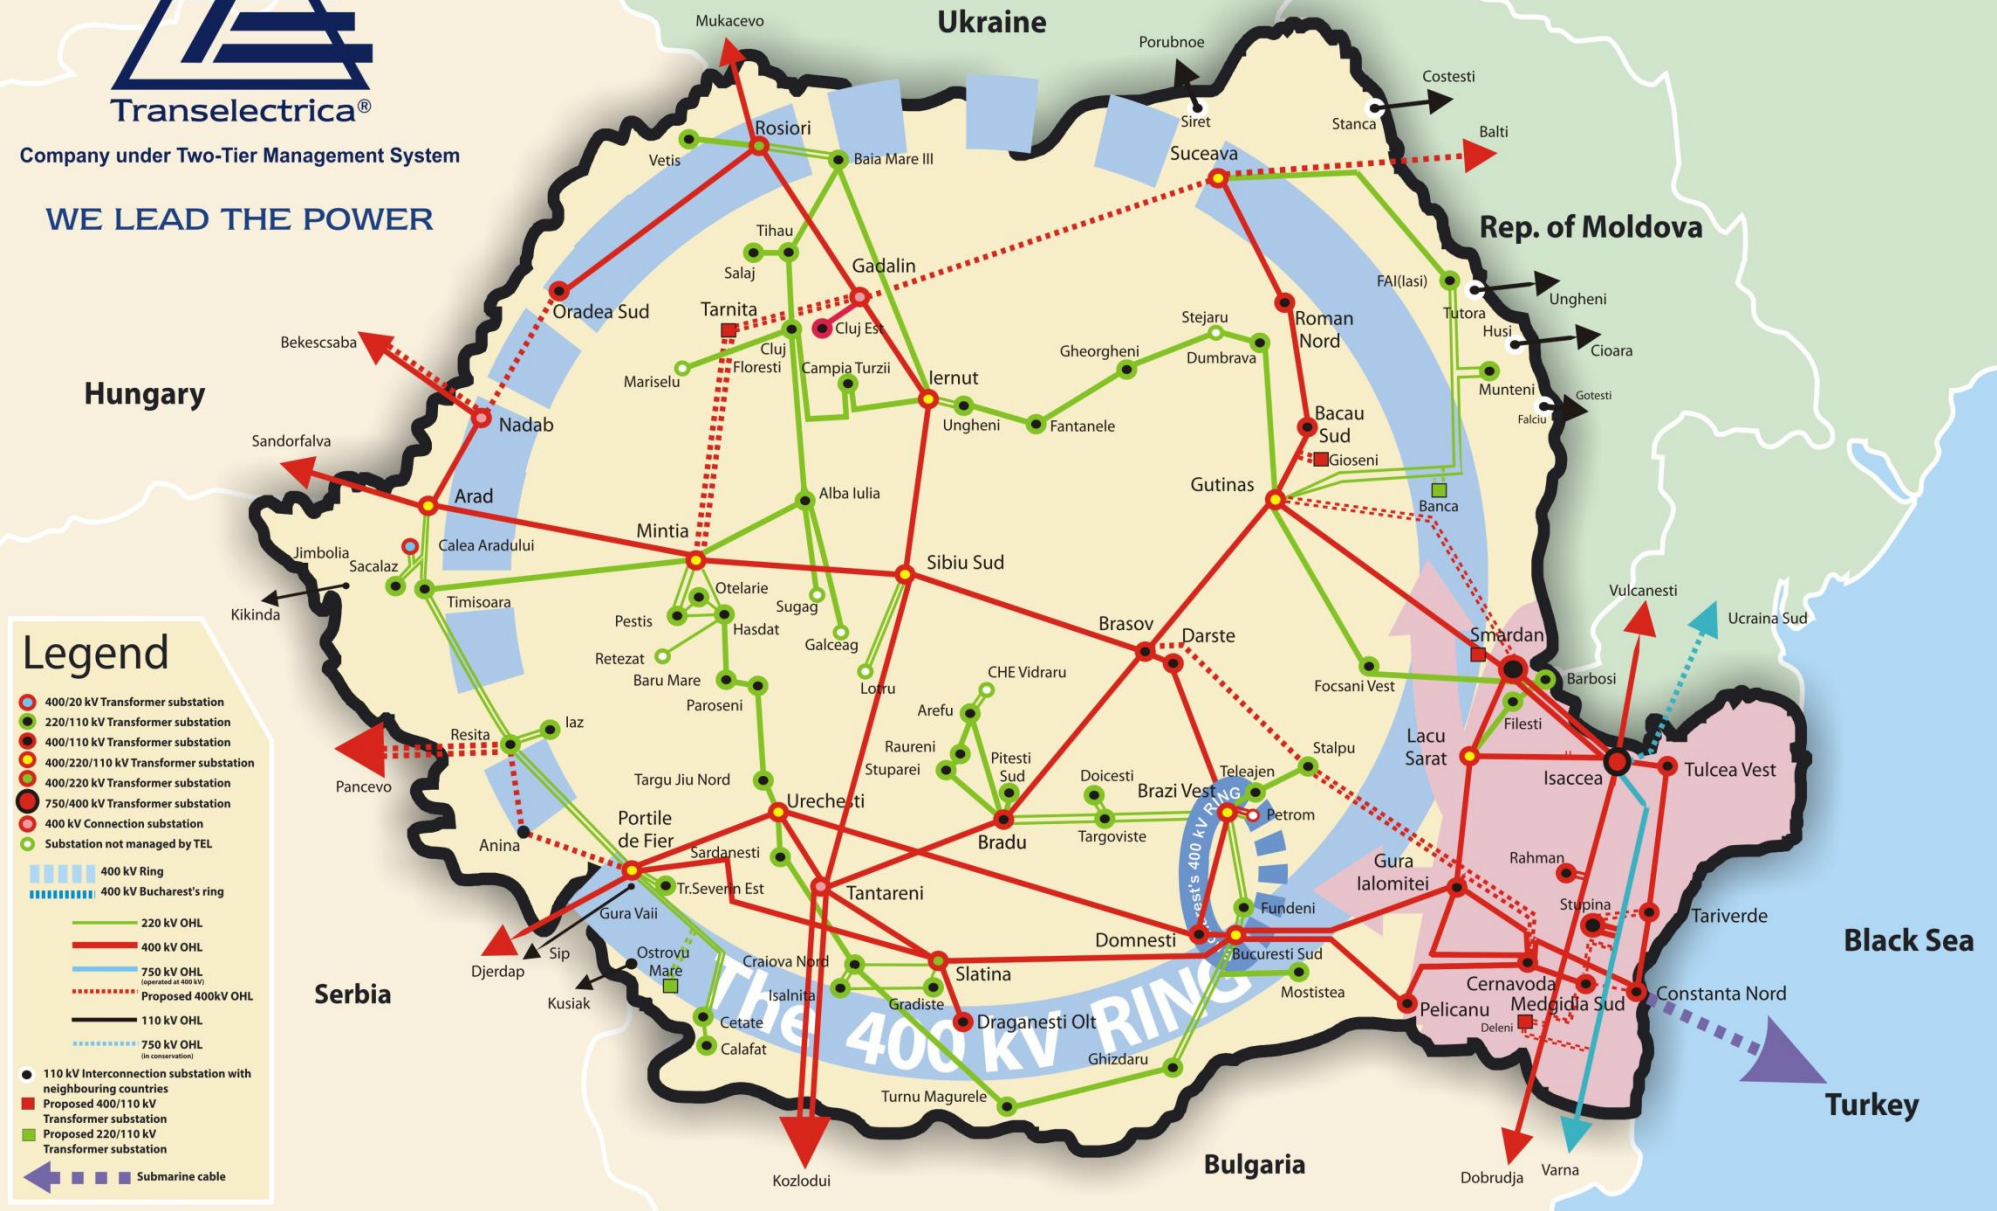 Transelectrica®
Company under Two-Tier Management System
WE LEAD THE POWER
Ukraine
Rep. of Moldova
Hungary
Serbia
Bulgaria
Black Sea
Turkey
Mukacevo
Porubnoe
Siret
Costesti
Stanca
Balti
Suceava
Rosiori
Vetis
Baia Mare III
Tihau
Salaj
Gadalin
Oradea Sud
Tarnita
Cluj Est
Cluj
Floresti
Mariselu
Campia Turzii
Iernut
Ungheni
Fantanele
Gheorgheni
Stejaru
Dumbrava
Roman
Nord
FAI(Iasi)
Tutora
Ungheni
Husi
Cioara
Munteni
Falciu
Gotesti
Bacau
Sud
Gioseni
Gutinas
Banca
Bekescsaba
Nadab
Sandorfalva
Arad
Calea Aradului
Jimbolia
Sacalaz
Kikinda
Timisoara
Mintia
Alba Iulia
Sibiu Sud
Otelarie
Pestis
Hasdat
Retezat
Baru Mare
Paroseni
Sugag
Galceag
Lotru
Brasov
Darste
CHE Vidraru
Arefu
Raureni
Stuparei
Pitesti
Sud
Bradu
Doicesti
Targoviste
Brazi Vest
Teleajen
Stalpu
Petrom
Focsani Vest
Smardan
Barbosi
Filesti
Lacu
Sarat
Vulcanesti
Ucraina Sud
Isaccea
Tulcea Vest
Resita
Iaz
Pancevo
Anina
Targu Jiu Nord
Urechesti
Portile
de Fier
Sardanesti
Tr.Severin Est
Gura Vaii
Djerdap
Sip
Kusiak
Ostrovu
Mare
Cetate
Calafat
Tantareni
Craiova Nord
Isalnita
Gradiste
Slatina
Draganesti Olt
Turnu Magurele
Ghizdaru
Kozlodui
Domnesti
Fundeni
Bucuresti Sud
Mostistea
Gura
Ialomitei
Rahman
Stupina
Tariverde
Cernavoda
Medgidia Sud
Constanta Nord
Pelicanu
Deleni
Dobrudja
Varna
The 400 kV RING
400 kV RING
Legend
400/20 kV Transformer substation
220/110 kV Transformer substation
400/110 kV Transformer substation
400/220/110 kV Transformer substation
400/220 kV Transformer substation
750/400 kV Transformer substation
400 kV Connection substation
Substation not managed by TEL
400 kV Ring
400 kV Bucharest's ring
220 kV OHL
400 kV OHL
750 kV OHL
(operated at 400 kV)
Proposed 400kV OHL
110 kV OHL
750 kV OHL
(in conservation)
110 kV Interconnection substation with
neighbouring countries
Proposed 400/110 kV
Transformer substation
Proposed 220/110 kV
Transformer substation
Submarine cable